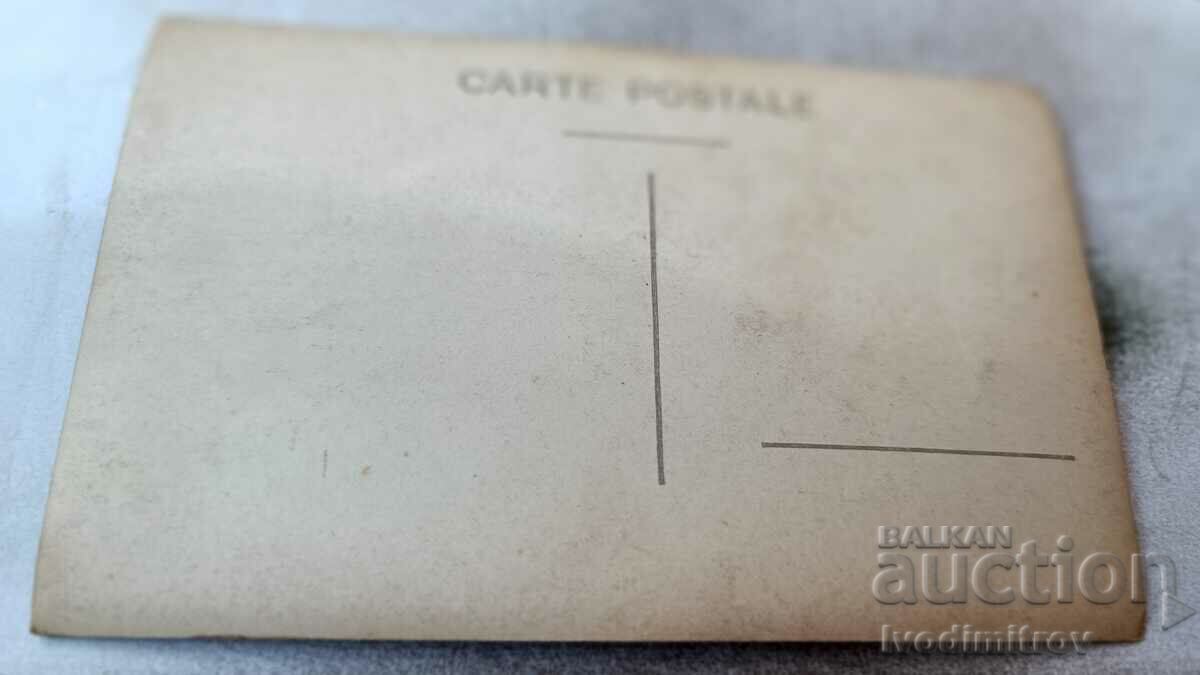 CARTE POSTALE
BALKAN
auction
Ivodimitrov